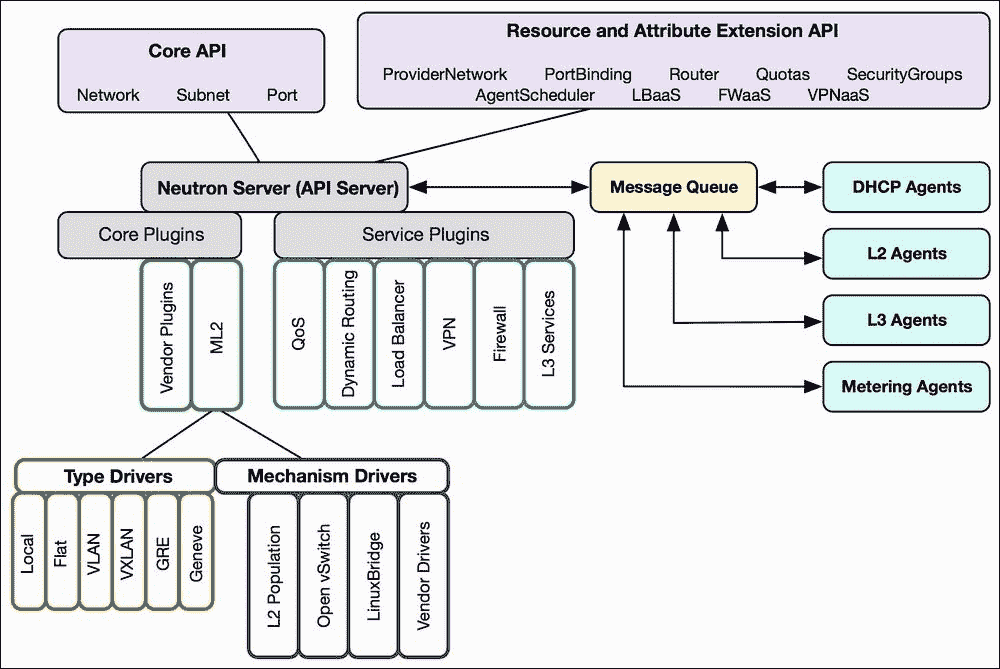 Core API
Network Subnet Port
Resource and Attribute Extension API
ProviderNetwork PortBinding Router Quotas SecurityGroups
AgentScheduler LBaaS FWaaS VPNaaS
Neutron Server (API Server)
Message Queue
DHCP Agents
L2 Agents
L3 Agents
Metering Agents
Core Plugins
Service Plugins
Vendor Plugins
ML2
QoS
Dynamic Routing
Load Balancer
VPN
Firewall
L3 Services
Type Drivers
Mechanism Drivers
Local
Flat
VLAN
VXLAN
GRE
Geneve
L2 Population
Open vSwitch
LinuxBridge
Vendor Drivers